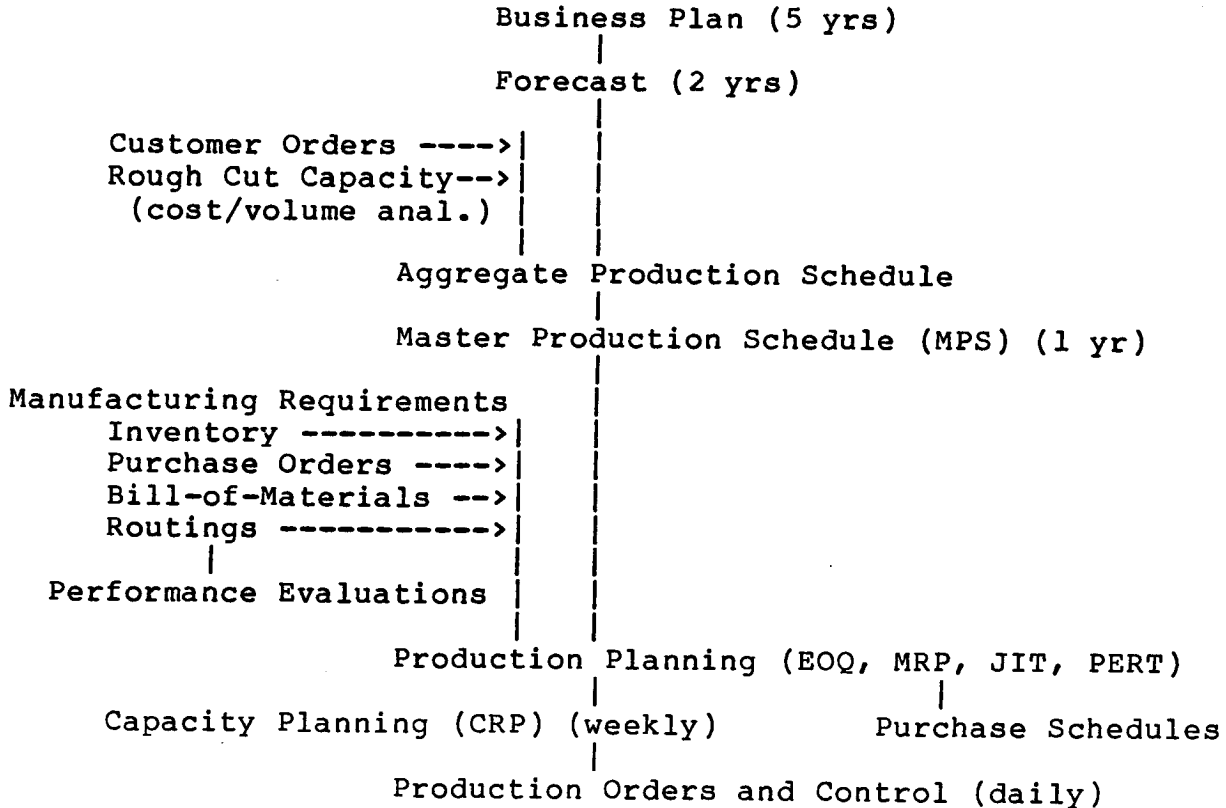 Business Plan (5 yrs)
Forecast (2 yrs)
Customer Orders ---->
Rough Cut Capacity-->
(cost/volume anal.)
Aggregate Production Schedule
Master Production Schedule (MPS) (1 yr)
Manufacturing Requirements
Inventory ---------->
Purchase Orders ---->
Bill-of-Materials -->
Routings ----------->
Performance Evaluations
Production Planning (EOQ, MRP, JIT, PERT)
Capacity Planning (CRP) (weekly) Purchase Schedules
Production Orders and Control (daily)